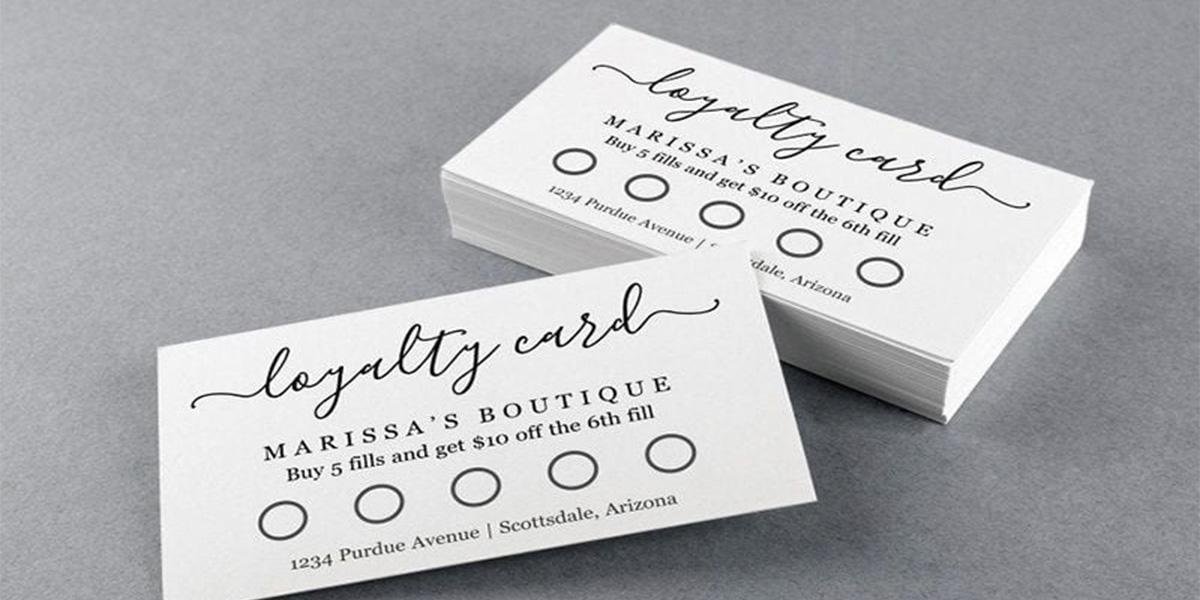 loyalty card
MARISSA'S BOUTIQUE
Buy 5 fills and get $10 off the 6th fill
1234 Purdue Avenue | Scottsdale, Arizona
loyalty card
MARISSA'S BOUTIQUE
Buy 5 fills and get $10 off the 6th fill
1234 Purdue Avenue | dale, Arizona